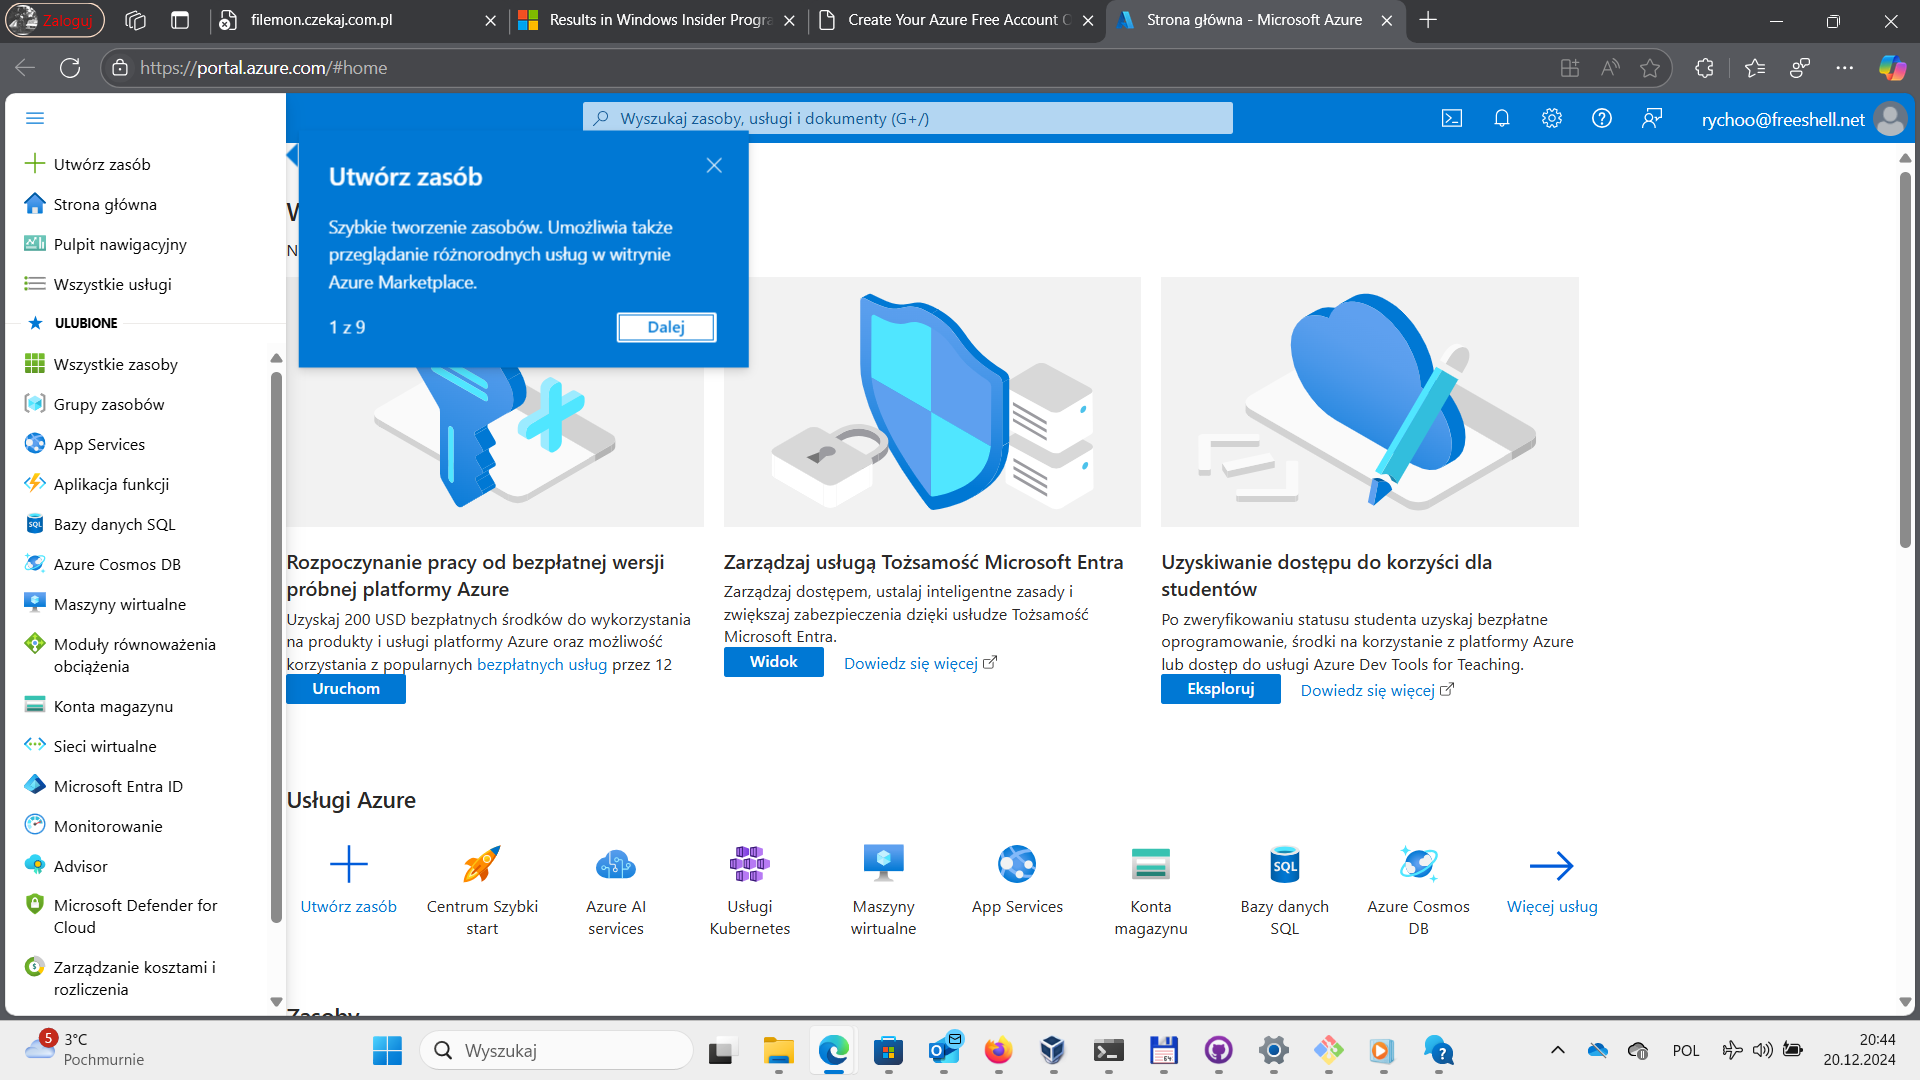 Zaloguj
filemon.czekaj.com.pl
Results in Windows Insider Progra
Create Your Azure Free Account O
Strona główna - Microsoft Azure
https://portal.azure.com/#home
Wyszukaj zasoby, usługi i dokumenty (G+/)
rychoo@freeshell.net
Utwórz zasób
Strona główna
Pulpit nawigacyjny
Wszystkie usługi
ULUBIONE
Wszystkie zasoby
Grupy zasobów
App Services
Aplikacja funkcji
Bazy danych SQL
Azure Cosmos DB
Maszyny wirtualne
Moduły równoważenia
obciążenia
Konta magazynu
Sieci wirtualne
Microsoft Entra ID
Monitorowanie
Advisor
Microsoft Defender for
Cloud
Zarządzanie kosztami i
rozliczenia
Utwórz zasób
Szybkie tworzenie zasobów. Umożliwia także
przeglądanie różnorodnych usług w witrynie
Azure Marketplace.
1 z 9
Dalej
W
N
Rozpoczynanie pracy od bezpłatnej wersji
próbnej platformy Azure
Uzyskaj 200 USD bezpłatnych środków do wykorzystania
na produkty i usługi platformy Azure oraz możliwość
korzystania z popularnych bezpłatnych usług przez 12
Uruchom
Zarządzaj usługą Tożsamość Microsoft Entra
Zarządzaj dostępem, ustalaj inteligentne zasady i
zwiększaj zabezpieczenia dzięki usłudze Tożsamość
Microsoft Entra.
Widok
Dowiedz się więcej
Uzyskiwanie dostępu do korzyści dla
studentów
Po zweryfikowaniu statusu studenta uzyskaj bezpłatne
oprogramowanie, środki na korzystanie z platformy Azure
lub dostęp do usługi Azure Dev Tools for Teaching.
Eksploruj
Dowiedz się więcej
Usługi Azure
Utwórz zasób
Centrum Szybki
start
Azure AI
services
Usługi
Kubernetes
Maszyny
wirtualne
App Services
Konta
magazynu
SQL
Bazy danych
SQL
Azure Cosmos
DB
Więcej usług
Zasoby
5
3°C
Pochmurnie
Wyszukaj
64
POL
20:44
20.12.2024